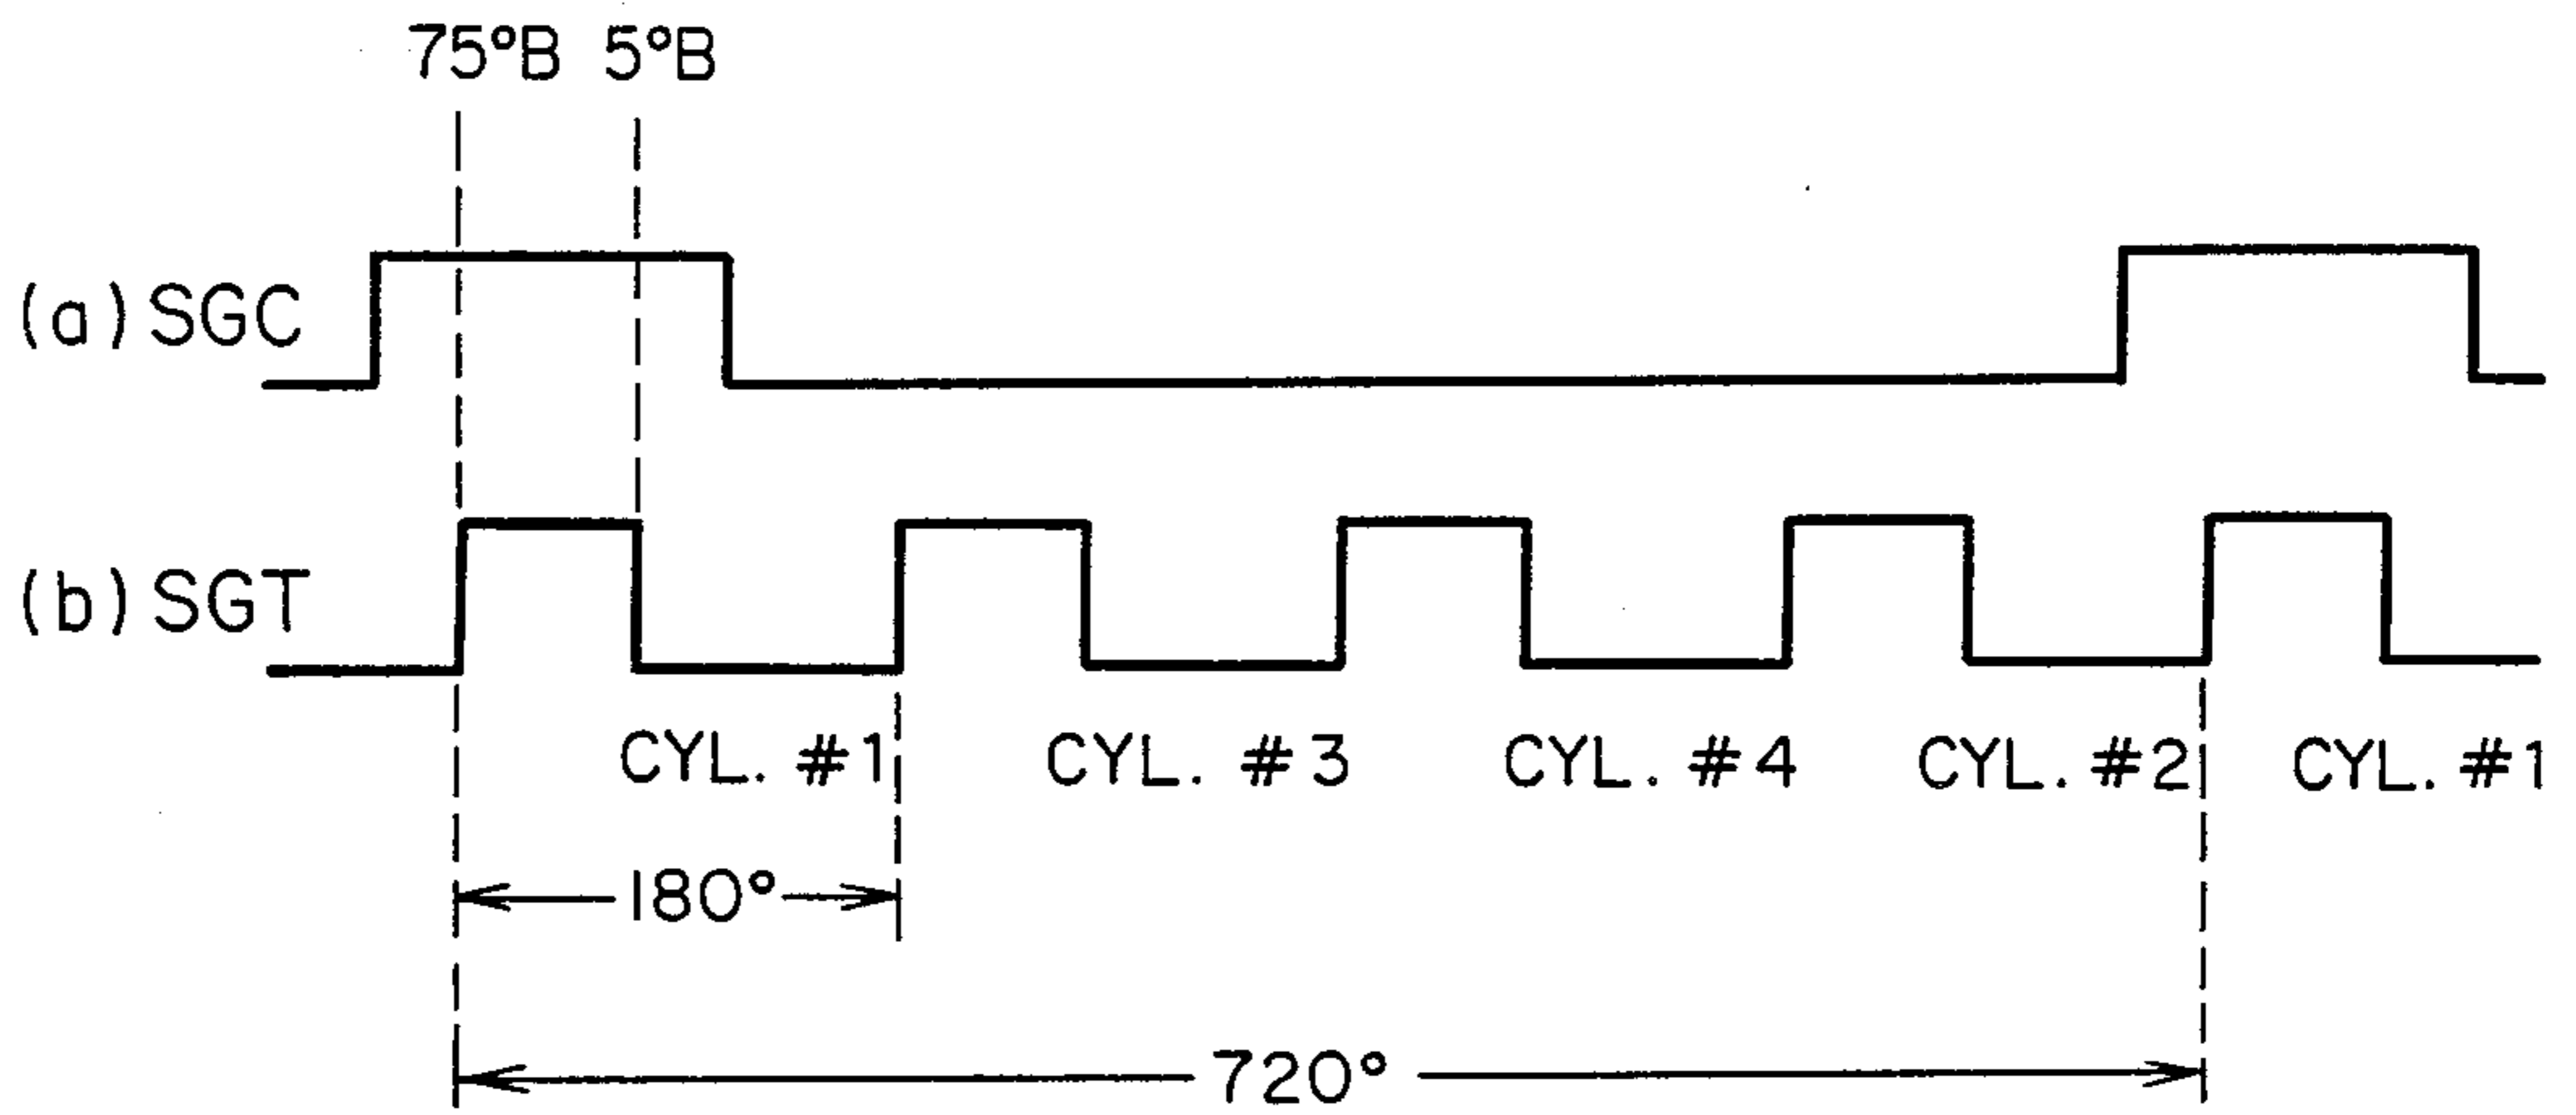 75°B 5°B
(a) SGC
(b) SGT
CYL. #1 CYL. #3 CYL. #4 CYL. #2 CYL. #1
180°
720°